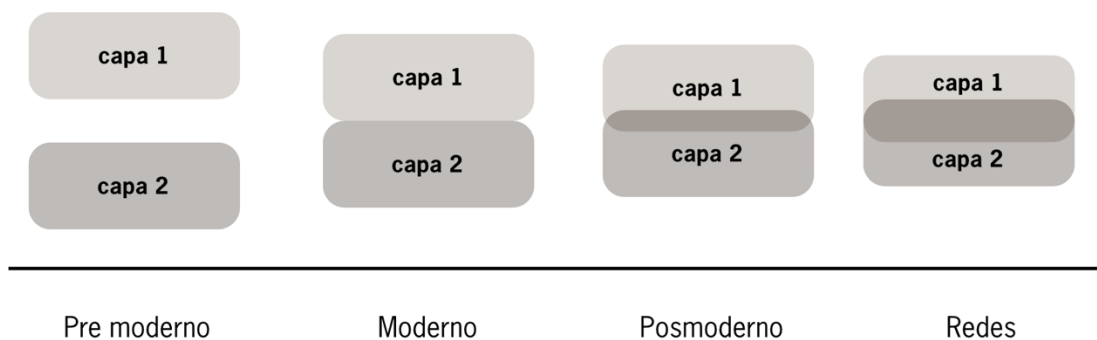 capa 1
capa 2
capa 1
capa 2
capa 1
capa 2
capa 1
capa 2
Pre moderno
Moderno
Posmoderno
Redes